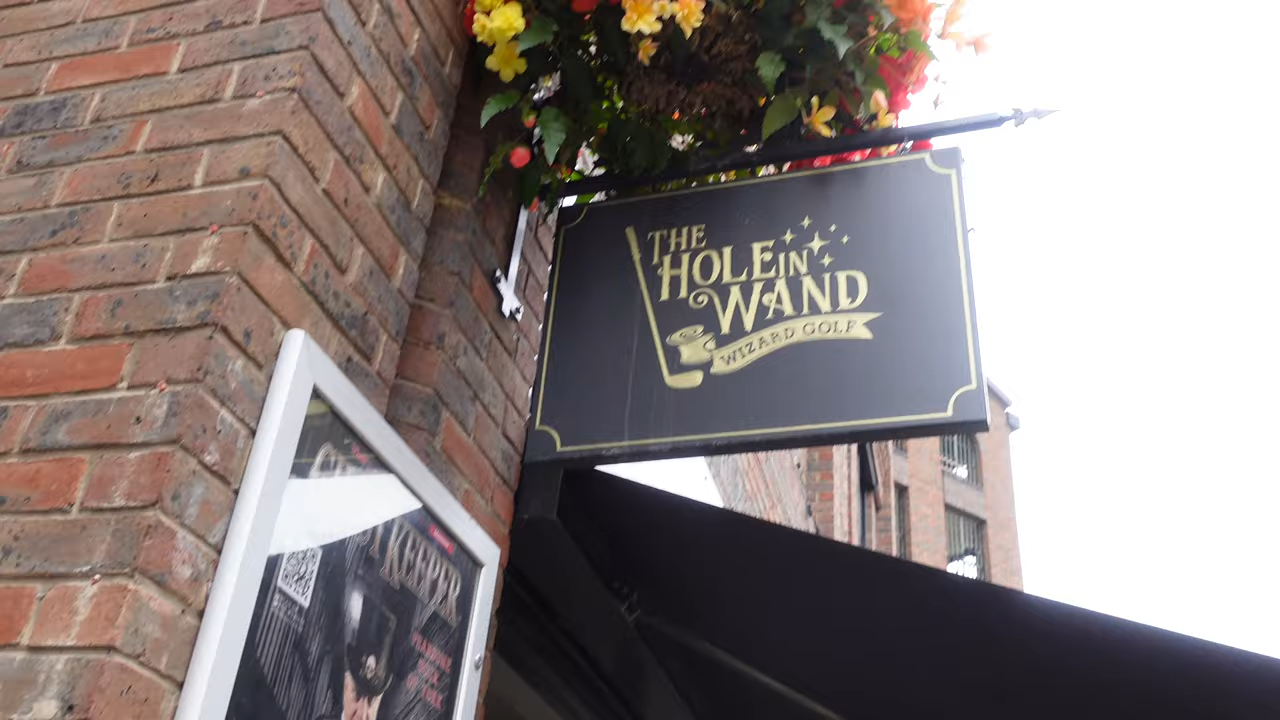 THE
HOLE IN
WAND
WIZARD GOLF
KEEPER